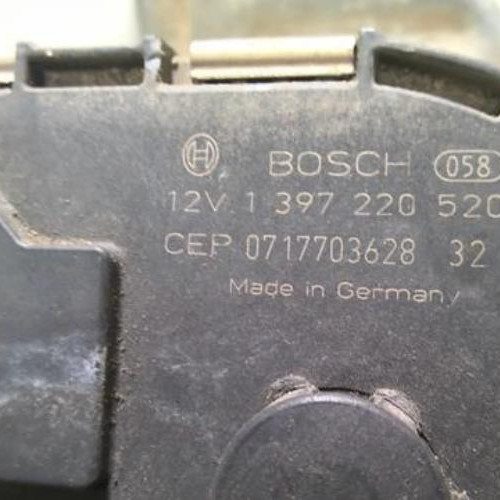 BOSCH 058
12V 1 397 220 520
CEP 0717703628 32
Made in Germany